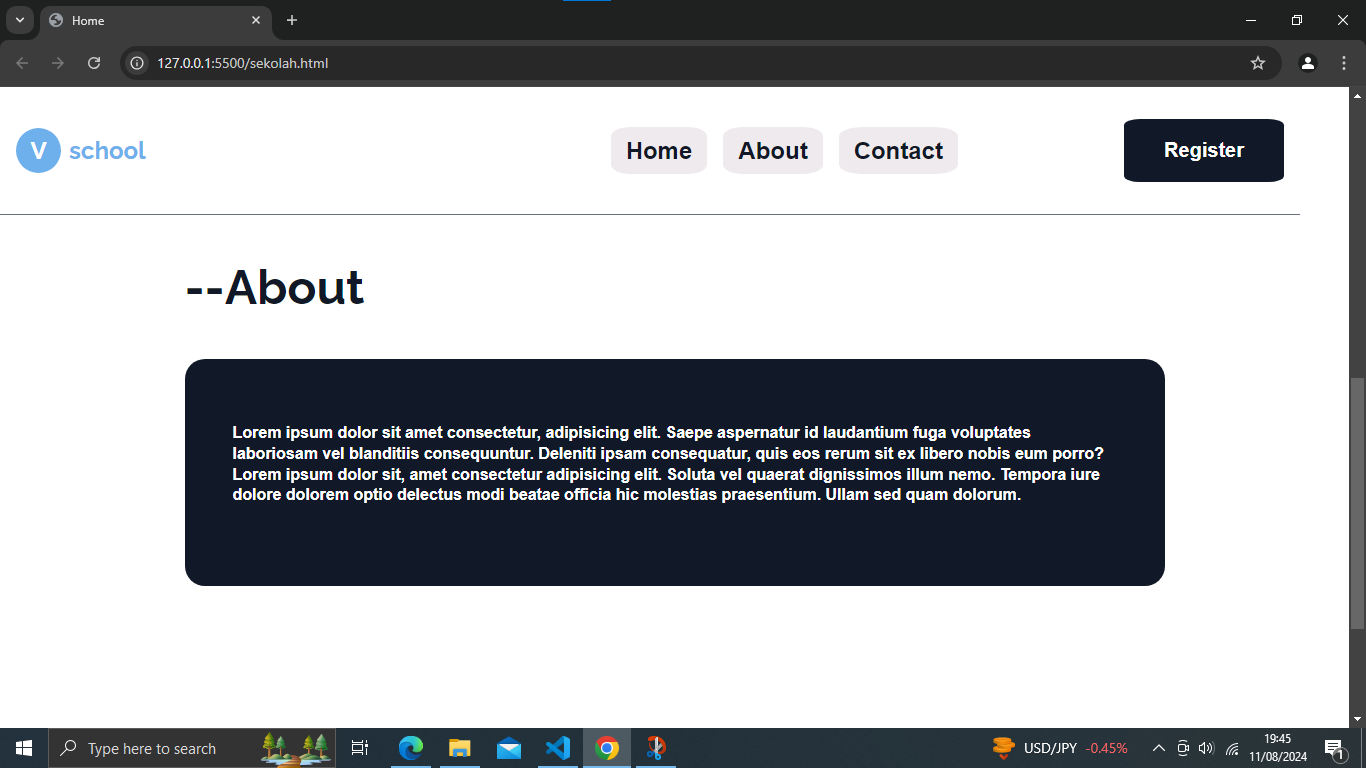 Home
127.0.0.1:5500/sekolah.html
V school
Home
About
Contact
Register
--About
Lorem ipsum dolor sit amet consectetur, adipisicing elit. Saepe aspernatur id laudantium fuga voluptates
laboriosam vel blanditiis consequuntur. Deleniti ipsam consequatur, quis eos rerum sit ex libero nobis eum porro?
Lorem ipsum dolor sit, amet consectetur adipisicing elit. Soluta vel quaerat dignissimos illum nemo. Tempora iure
dolore dolorem optio delectus modi beatae officia hic molestias praesentium. Ullam sed quam dolorum.
Type here to search
USD/JPY -0.45%
19:45
11/08/2024
1